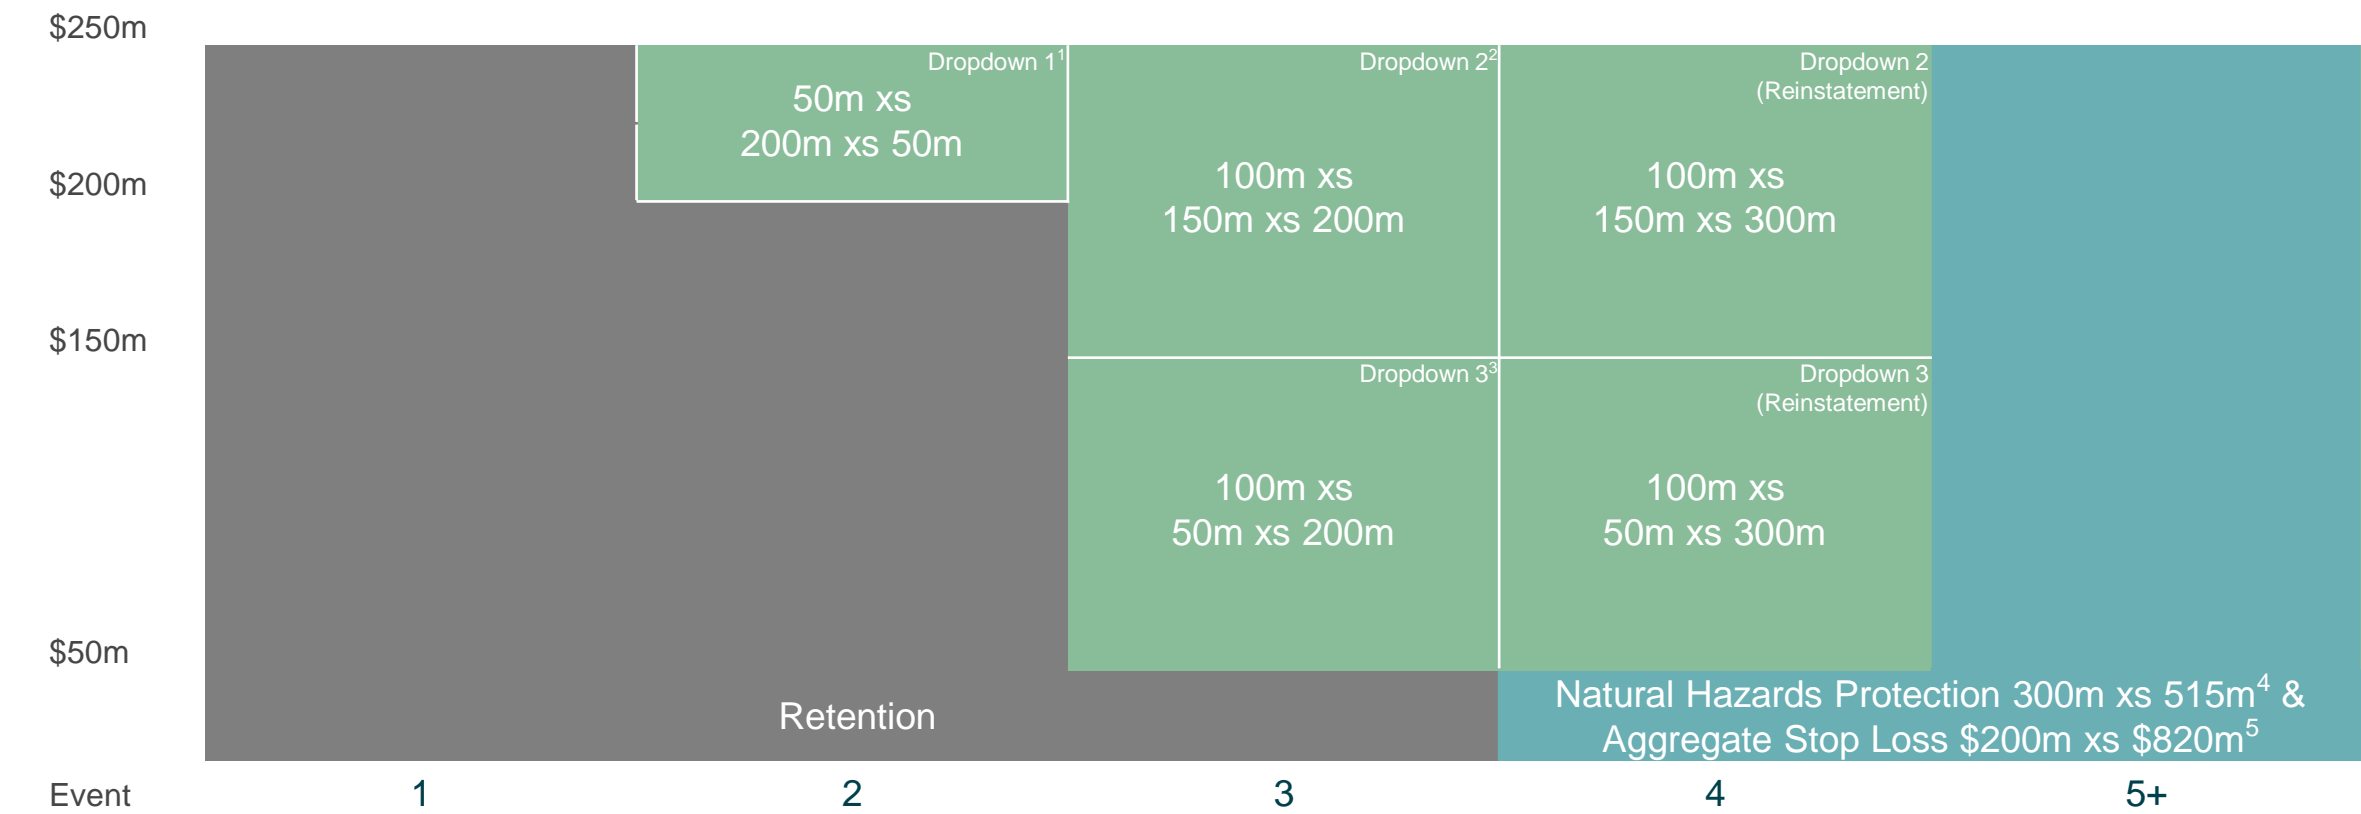 $250m
Dropdown 1¹
50m xs
200m xs 50m
Dropdown 2²
100m xs
150m xs 200m
Dropdown 2
(Reinstatement)
100m xs
150m xs 300m
$200m
$150m
Dropdown 3³
100m xs
50m xs 200m
Dropdown 3
(Reinstatement)
100m xs
50m xs 300m
$50m
Retention
Natural Hazards Protection 300m xs 515m⁴ &
Aggregate Stop Loss $200m xs $820m⁵
Event 1 2 3 4 5+